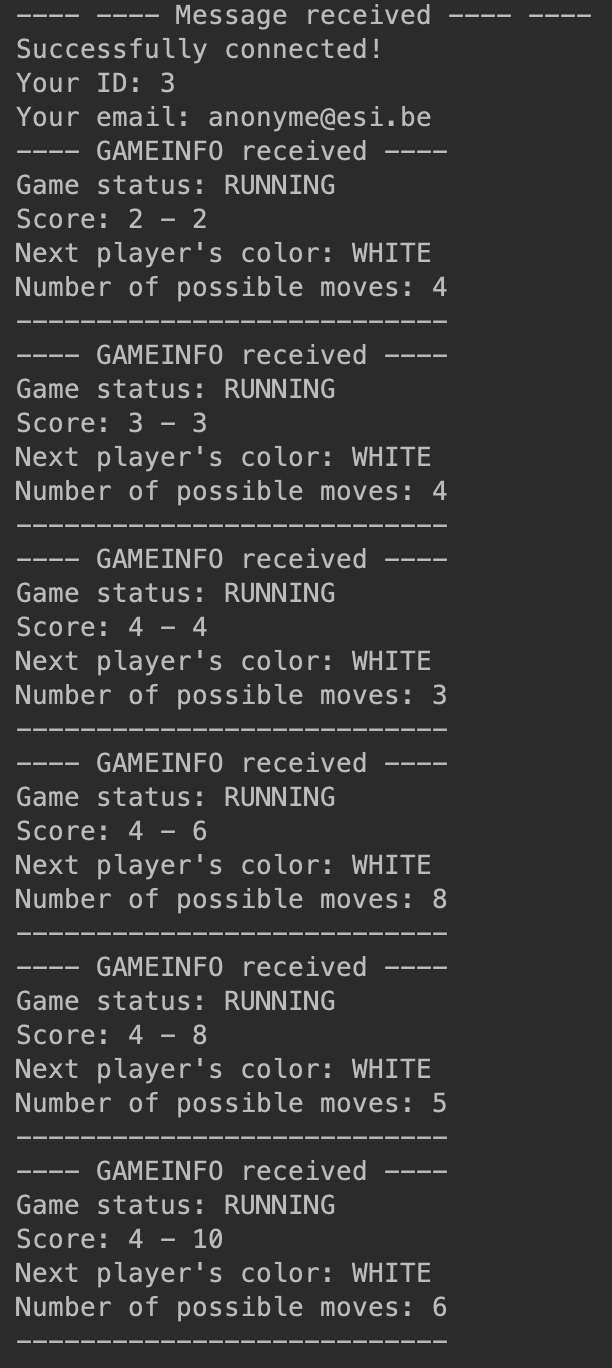 ---- ---- Message received ---- ----
Successfully connected!
Your ID: 3
Your email: anonyme@esi.be
---- GAMEINFO received ----
Game status: RUNNING
Score: 2 - 2
Next player's color: WHITE
Number of possible moves: 4
---------------------------
---- GAMEINFO received ----
Game status: RUNNING
Score: 3 - 3
Next player's color: WHITE
Number of possible moves: 4
---------------------------
---- GAMEINFO received ----
Game status: RUNNING
Score: 4 - 4
Next player's color: WHITE
Number of possible moves: 3
---------------------------
---- GAMEINFO received ----
Game status: RUNNING
Score: 4 - 6
Next player's color: WHITE
Number of possible moves: 8
---------------------------
---- GAMEINFO received ----
Game status: RUNNING
Score: 4 - 8
Next player's color: WHITE
Number of possible moves: 5
---------------------------
---- GAMEINFO received ----
Game status: RUNNING
Score: 4 - 10
Next player's color: WHITE
Number of possible moves: 6
---------------------------